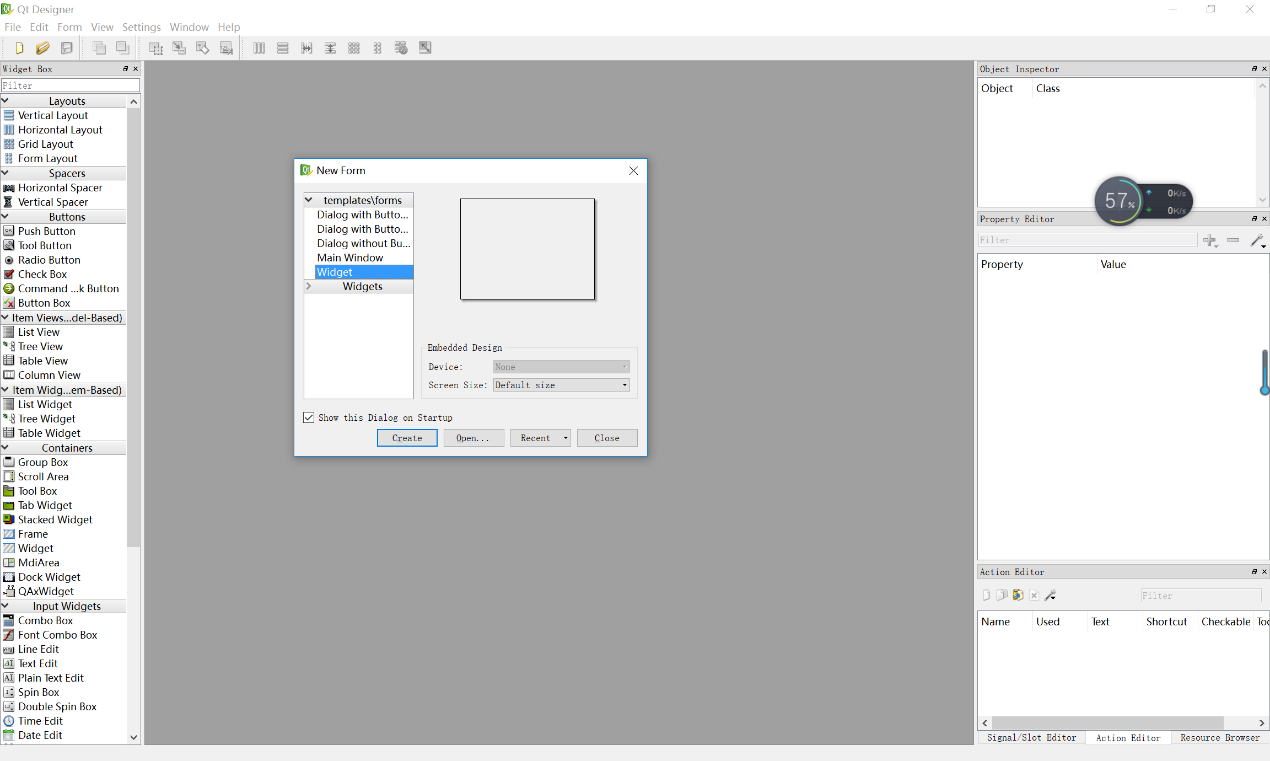 Qt Designer
File Edit Form View Settings Window Help
Widget Box
Filter
Layouts
Vertical Layout
Horizontal Layout
Grid Layout
Form Layout
Spacers
Horizontal Spacer
Vertical Spacer
Buttons
Push Button
Tool Button
Radio Button
Check Box
Command ...k Button
Button Box
Item Views...del-Based)
List View
Tree View
Table View
Column View
Item Widg...em-Based)
List Widget
Tree Widget
Table Widget
Containers
Group Box
Scroll Area
Tool Box
Tab Widget
Stacked Widget
Frame
Widget
MdiArea
Dock Widget
QAxWidget
Input Widgets
Combo Box
Font Combo Box
Line Edit
Text Edit
Plain Text Edit
Spin Box
Double Spin Box
Time Edit
Date Edit
New Form
templates\forms
Dialog with Butto...
Dialog with Butto...
Dialog without Bu...
Main Window
Widget
Widgets
Embedded Design
Device: None
Screen Size: Default size
Show this Dialog on Startup
Create Open... Recent Close
Object Inspector
Object Class
57% 0K/s
0K/s
Property Editor
Filter
Property Value
Action Editor
Filter
Name Used Text Shortcut Checkable
Signal/Slot Editor Action Editor Resource Browser